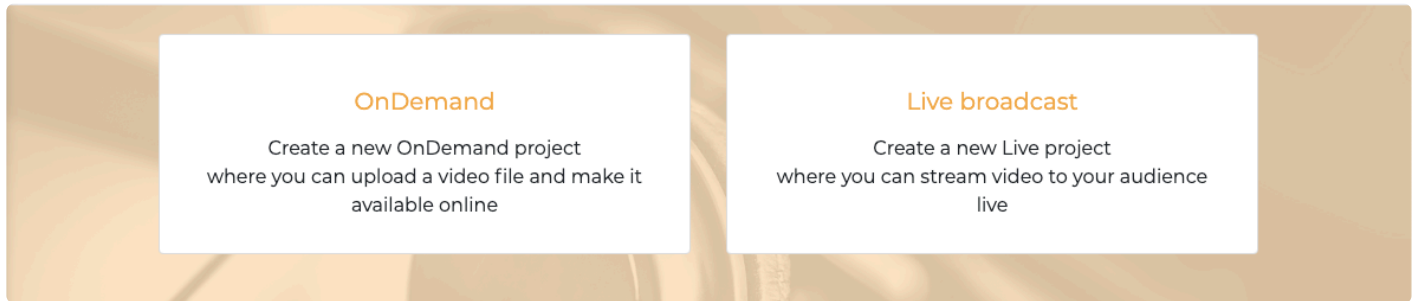 OnDemand
Create a new OnDemand project
where you can upload a video file and make it
available online
Live broadcast
Create a new Live project
where you can stream video to your audience
live